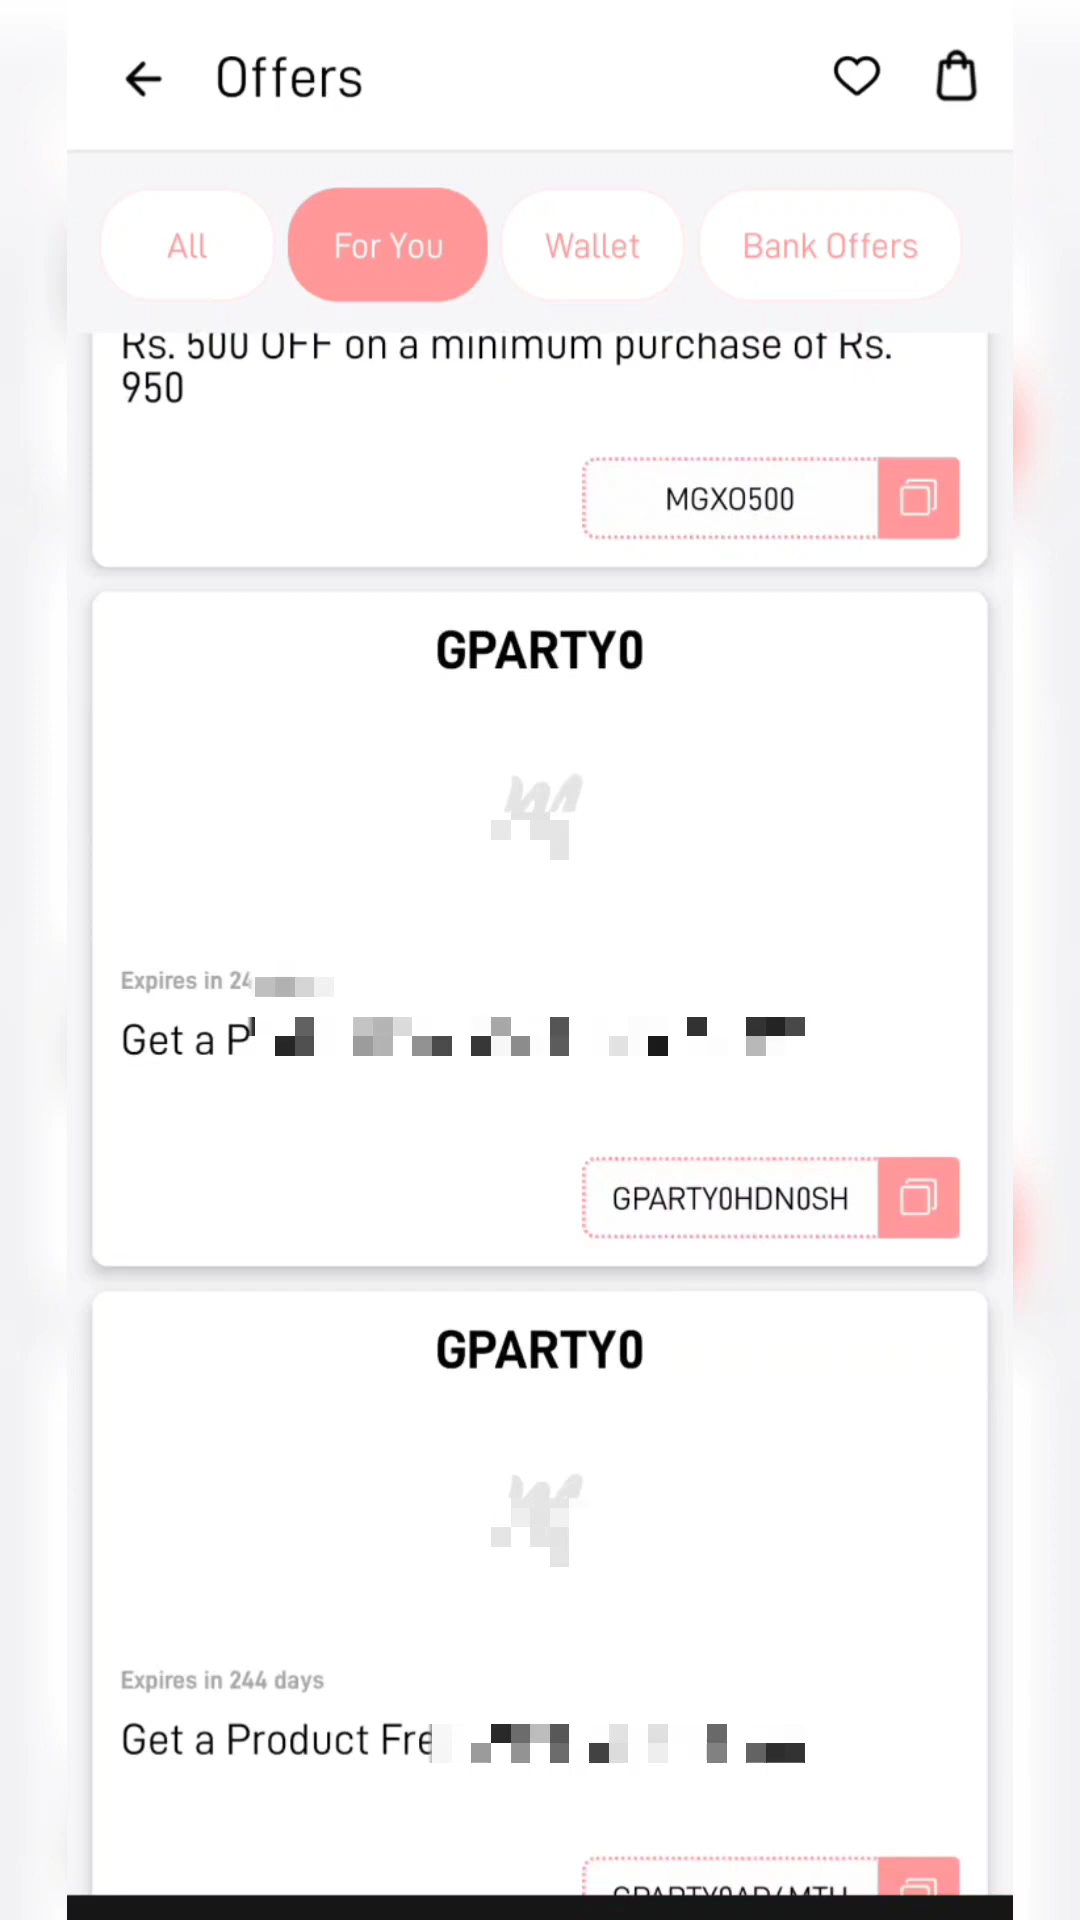 Offers
All
For You
Wallet
Bank Offers
Rs. 500 OFF on a minimum purchase of Rs.
950
MGXO500
GPARTY0
Expires in 24
Get a P
GPARTY0HDN0SH
GPARTY0
Expires in 244 days
Get a Product Fre